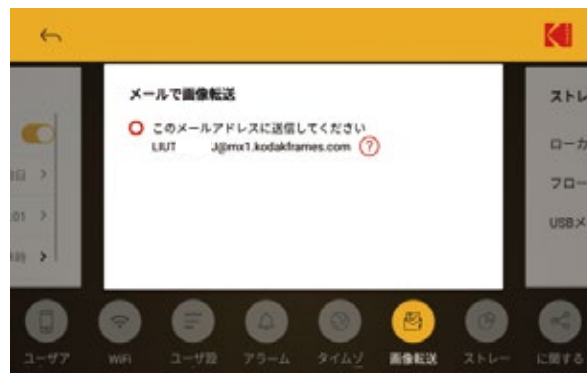 メールで画像転送
このメールアドレスに送信してください
LIUT J@mx1.kodakframes.com ?
ストレ
ローカ
フロー
USBメ
01
ユーザア
WiFi
ユーザ設
アラーム
タイムゾ
画像転送
ストレー
に関する